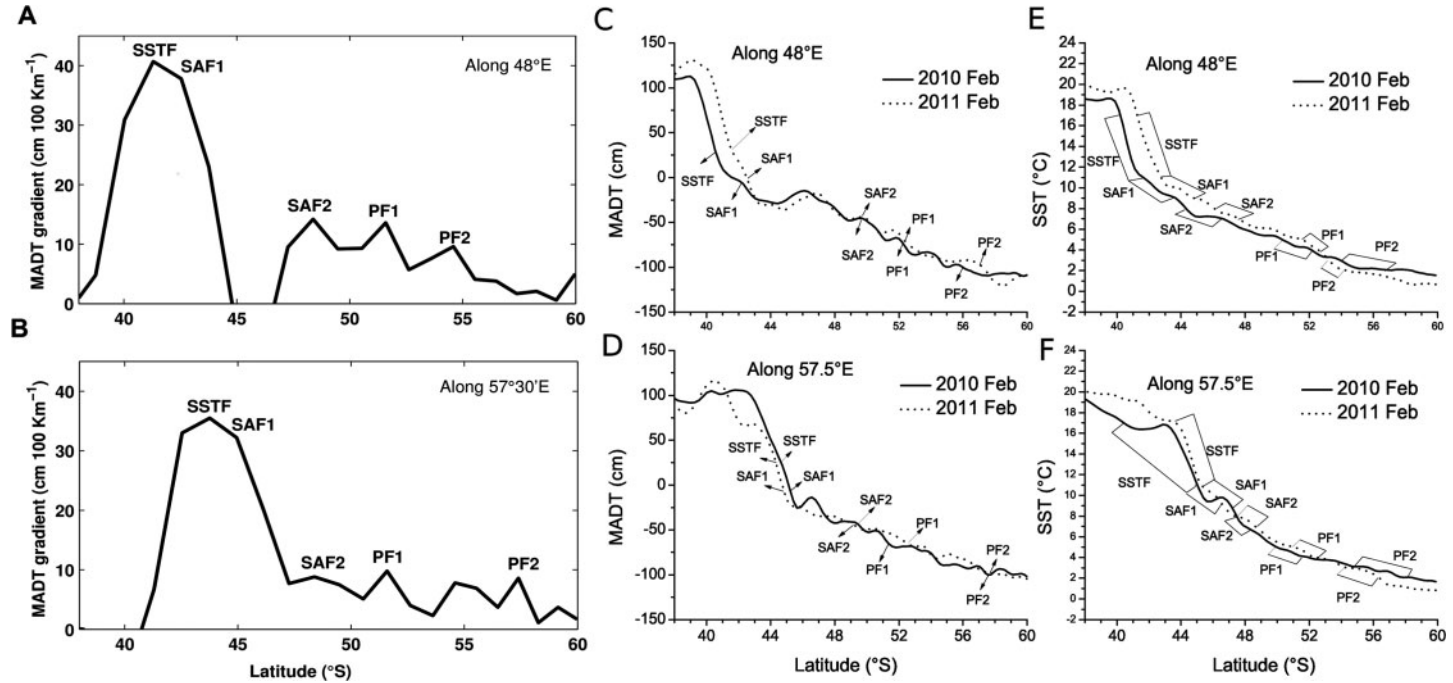 A
SSTF
SAF1
Along 48°E
SAF2
PF1
PF2
MADT gradient (cm 100 Km⁻¹)
40
30
20
10
0
40
45
50
55
60
B
Along 57°30'E
SSTF
SAF1
SAF2
PF1
PF2
MADT gradient (cm 100 Km⁻¹)
40
30
20
10
0
40
45
50
55
60
Latitude (°S)
C
Along 48°E
2010 Feb
2011 Feb
SSTF
SAF1
SSTF
SAF1
SAF2
PF1
PF2
SAF2
PF1
PF2
MADT (cm)
150
100
50
0
-50
-100
-150
40
44
48
52
56
60
D
Along 57.5°E
2010 Feb
2011 Feb
SSTF
SSTF
SAF1
SAF1
SAF2
PF1
PF2
SAF2
PF1
PF2
MADT (cm)
150
100
50
0
-50
-100
-150
40
44
48
52
56
60
Latitude (°S)
E
Along 48°E
2010 Feb
2011 Feb
SSTF
SSTF
SAF1
SAF1
SAF2
SAF2
PF1
PF2
PF1
PF2
SST (°C)
24
22
20
18
16
14
12
10
8
6
4
2
0
-2
40
44
48
52
56
60
F
Along 57.5°E
2010 Feb
2011 Feb
SSTF
SSTF
SAF1
SAF1
SAF2
SAF2
PF1
PF2
PF1
PF2
SST (°C)
24
22
20
18
16
14
12
10
8
6
4
2
0
-2
40
44
48
52
56
60
Latitude (°S)